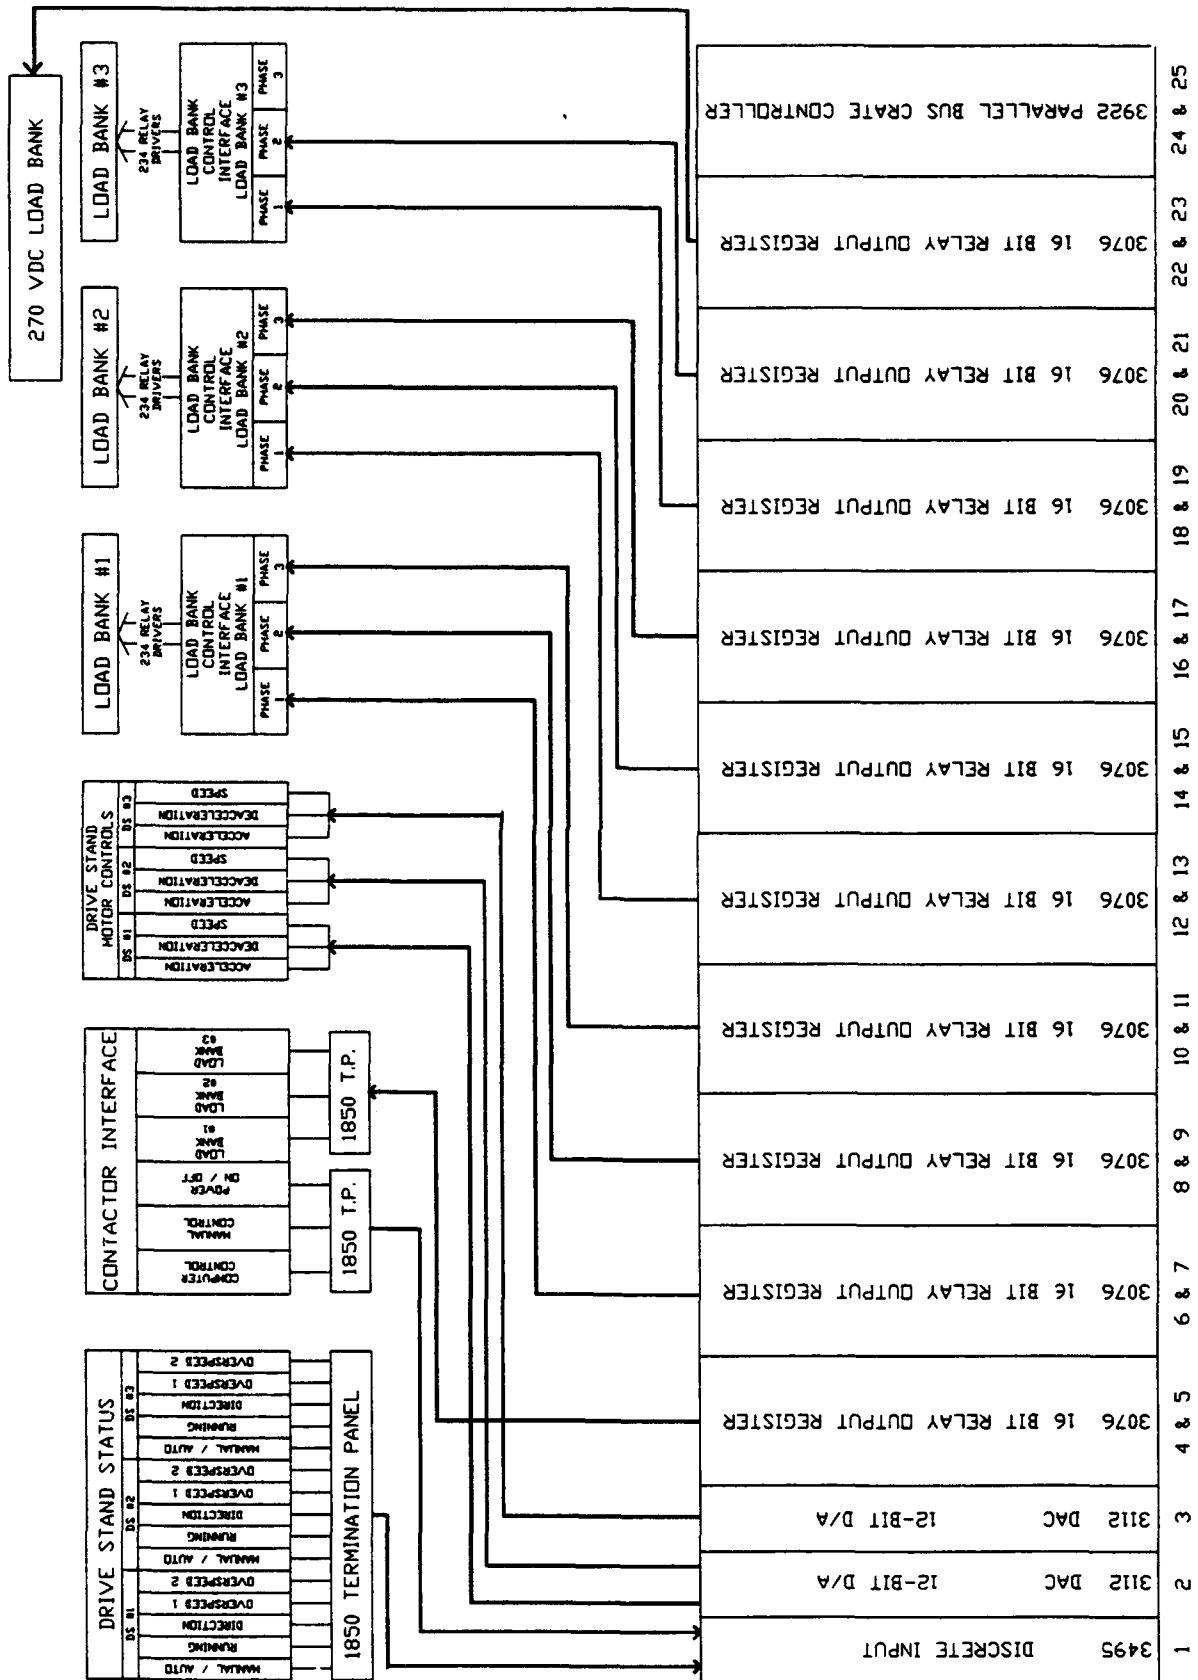 270 VDC LOAD BANK
LOAD BANK #3
234 RELAY
DRIVERS
LOAD BANK
CONTROL
INTERFACE
LOAD BANK #3
PHASE
1
PHASE
2
PHASE
3
LOAD BANK #2
234 RELAY
DRIVERS
LOAD BANK
CONTROL
INTERFACE
LOAD BANK #2
PHASE
1
PHASE
2
PHASE
3
LOAD BANK #1
234 RELAY
DRIVERS
LOAD BANK
CONTROL
INTERFACE
LOAD BANK #1
PHASE
1
PHASE
2
PHASE
3
DRIVE STAND
MOTOR CONTROLS
DS #1
DS #2
DS #3
ACCELERATION
DEACCELERATION
SPEED
ACCELERATION
DEACCELERATION
SPEED
ACCELERATION
DEACCELERATION
SPEED
CONTACTOR INTERFACE
COMPUTER
CONTROL
MANUAL
CONTROL
POWER
ON / OFF
LOAD
BANK
#1
LOAD
BANK
#2
LOAD
BANK
#3
1850 T.P.
1850 T.P.
DRIVE STAND STATUS
DS #1
DS #2
DS #3
MANUAL / AUTO
RUNNING
DIRECTION
OVERSPEED 1
OVERSPEED 2
MANUAL / AUTO
RUNNING
DIRECTION
OVERSPEED 1
OVERSPEED 2
MANUAL / AUTO
RUNNING
DIRECTION
OVERSPEED 1
OVERSPEED 2
1850 TERMINATION PANEL
3495 DISCRETE INPUT
3112 DAC 12-BIT D/A
3112 DAC 12-BIT D/A
3076 16 BIT RELAY OUTPUT REGISTER
3076 16 BIT RELAY OUTPUT REGISTER
3076 16 BIT RELAY OUTPUT REGISTER
3076 16 BIT RELAY OUTPUT REGISTER
3076 16 BIT RELAY OUTPUT REGISTER
3076 16 BIT RELAY OUTPUT REGISTER
3076 16 BIT RELAY OUTPUT REGISTER
3076 16 BIT RELAY OUTPUT REGISTER
3076 16 BIT RELAY OUTPUT REGISTER
3076 16 BIT RELAY OUTPUT REGISTER
3922 PARALLEL BUS CRATE CONTROLLER
1
2
3
4 & 5
6 & 7
8 & 9
10 & 11
12 & 13
14 & 15
16 & 17
18 & 19
20 & 21
22 & 23
24 & 25